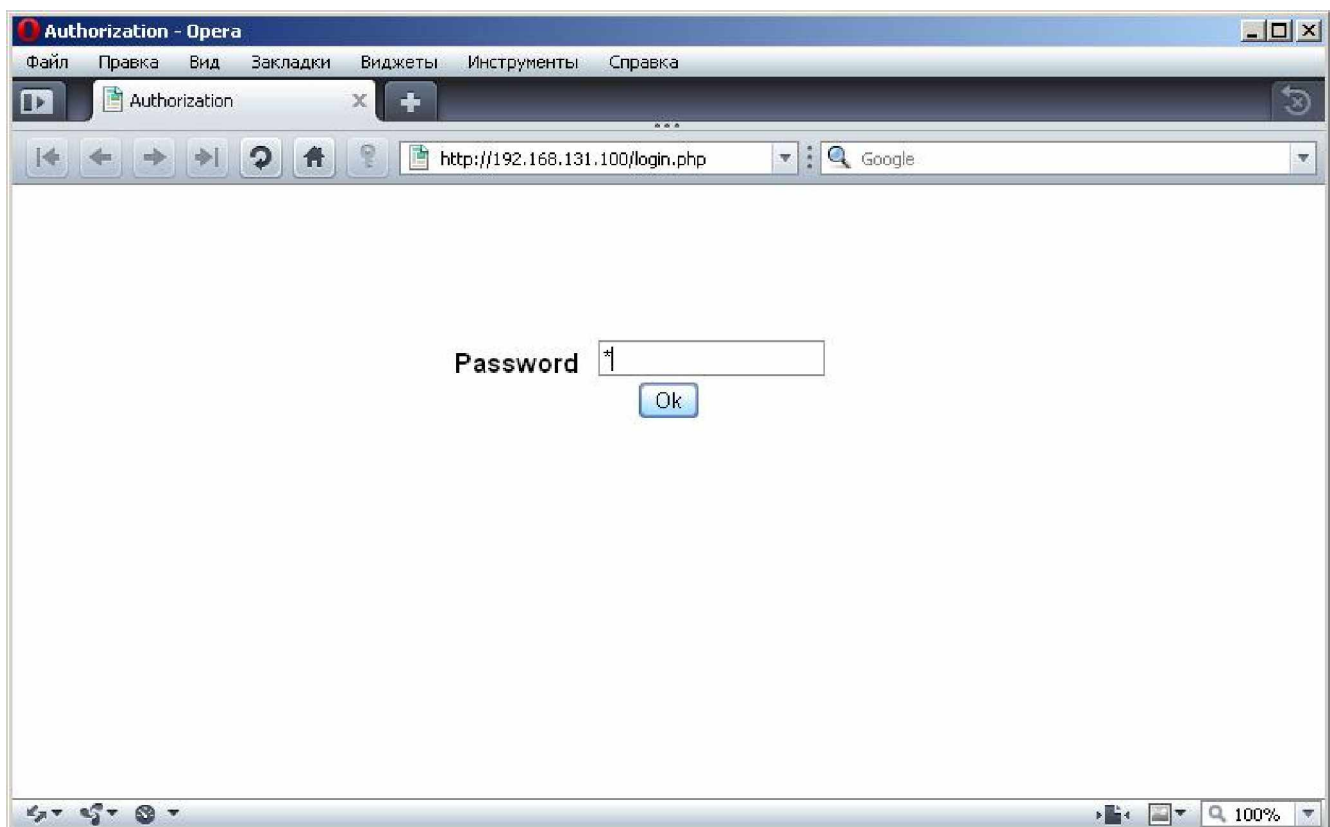 Authorization - Opera
Файл Правка Вид Закладки Виджеты Инструменты Справка
Authorization
http://192.168.131.100/login.php Google
Password *
Ok
100%